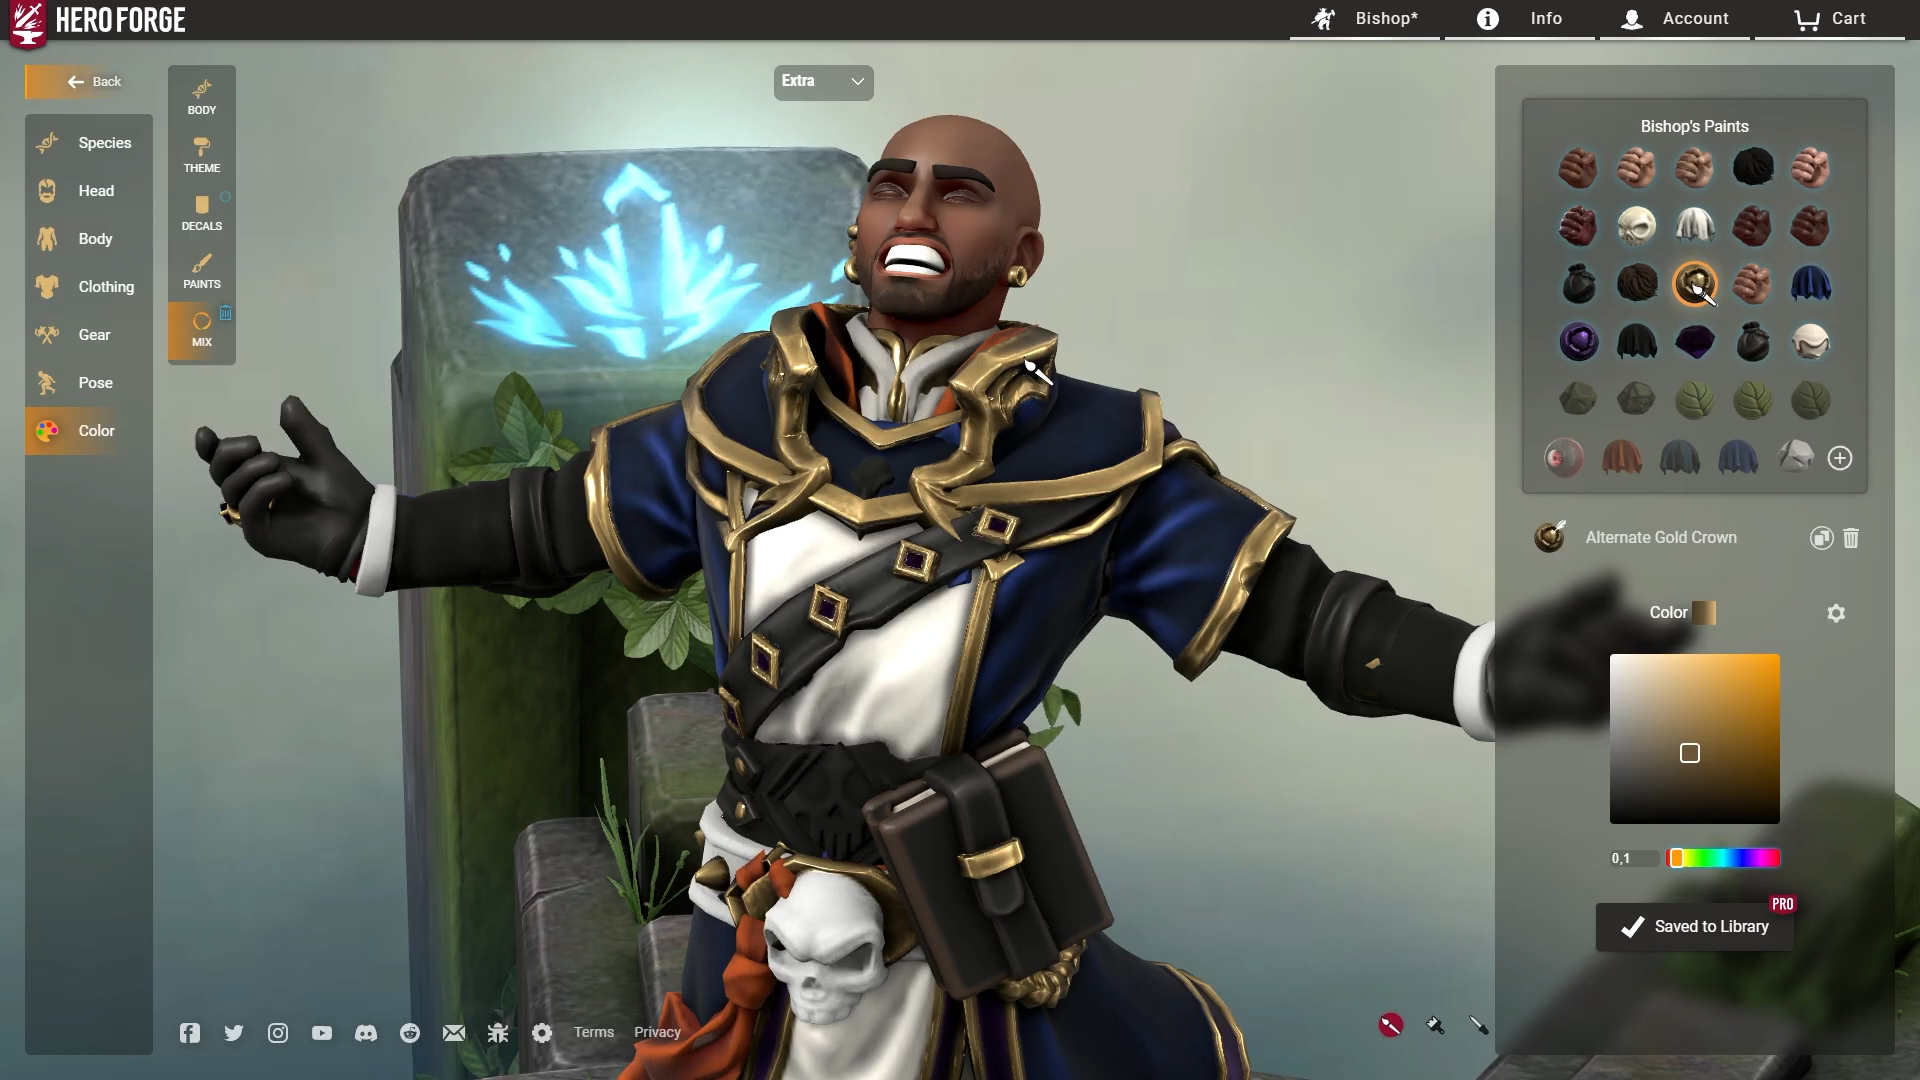 HERO FORGE
Bishop*
Info
Account
Cart
Back
Species
Head
Body
Clothing
Gear
Pose
Color
BODY
THEME
DECALS
PAINTS
MIX
Extra
Bishop's Paints
Alternate Gold Crown
Color
0,1
PRO
Saved to Library
Terms
Privacy